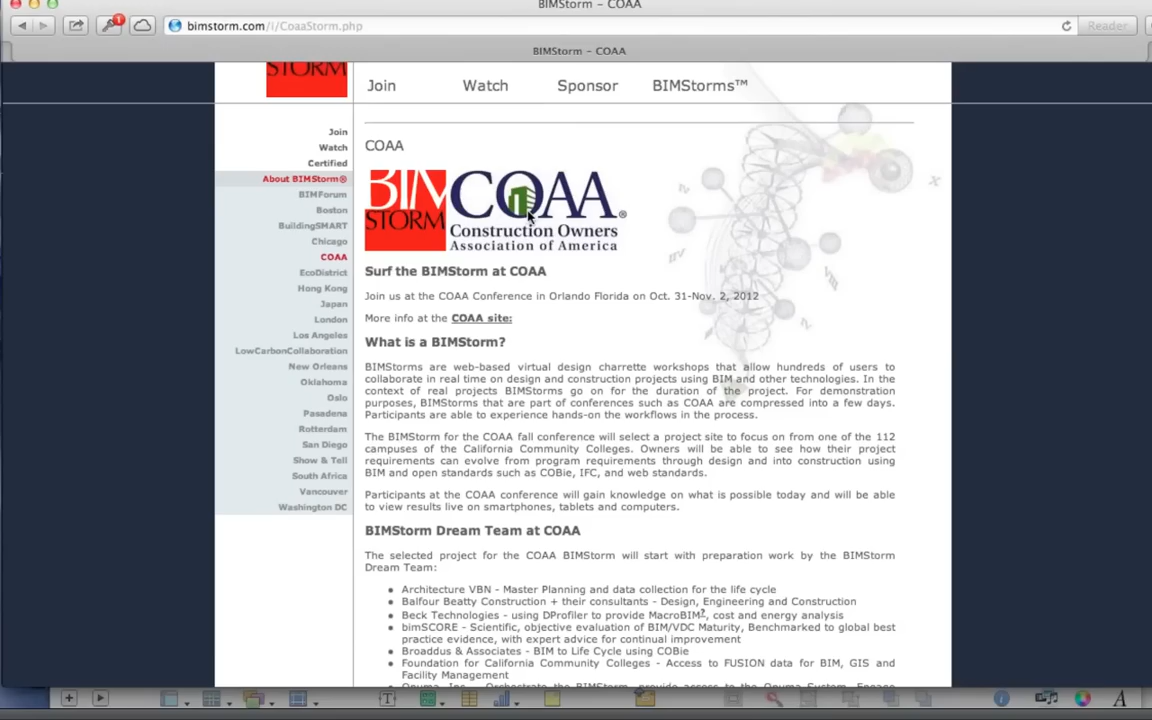 BIMStorm – COAA
bimstorm.com/i/CoaaStorm.php
Reader
BIMStorm – COAA
STORM
Join Watch Sponsor BIMStorms™
Join
Watch
Certified
About BIMStorm®
BIMForum
Boston
BuildingSMART
Chicago
COAA
EcoDistrict
Hong Kong
Japan
London
Los Angeles
LowCarbonCollaboration
New Orleans
Oklahoma
Oslo
Pasadena
Rotterdam
San Diego
Show & Tell
South Africa
Vancouver
Washington DC
COAA
BIM
STORM
COAA®
Construction Owners
Association of America
Surf the BIMStorm at COAA
Join us at the COAA Conference in Orlando Florida on Oct. 31-Nov. 2, 2012
More info at the COAA site:
What is a BIMStorm?
BIMStorms are web-based virtual design charrette workshops that allow hundreds of users to
collaborate in real time on design and construction projects using BIM and other technologies. In the
context of real projects BIMStorms go on for the duration of the project. For demonstration
purposes, BIMStorms that are part of conferences such as COAA are compressed into a few days.
Participants are able to experience hands-on the workflows in the process.
The BIMStorm for the COAA fall conference will select a project site to focus on from one of the 112
campuses of the California Community Colleges. Owners will be able to see how their project
requirements can evolve from program requirements through design and into construction using
BIM and open standards such as COBie, IFC, and web standards.
Participants at the COAA conference will gain knowledge on what is possible today and will be able
to view results live on smartphones, tablets and computers.
BIMStorm Dream Team at COAA
The selected project for the COAA BIMStorm will start with preparation work by the BIMStorm
Dream Team:
• Architecture VBN - Master Planning and data collection for the life cycle
• Balfour Beatty Construction + their consultants - Design, Engineering and Construction
• Beck Technologies - using DProfiler to provide MacroBIM?, cost and energy analysis
• bimSCORE - Scientific, objective evaluation of BIM/VDC Maturity, Benchmarked to global best
practice evidence, with expert advice for continual improvement
• Broaddus & Associates - BIM to Life Cycle using COBie
• Foundation for California Community Colleges - Access to FUSION data for BIM, GIS and
Facility Management